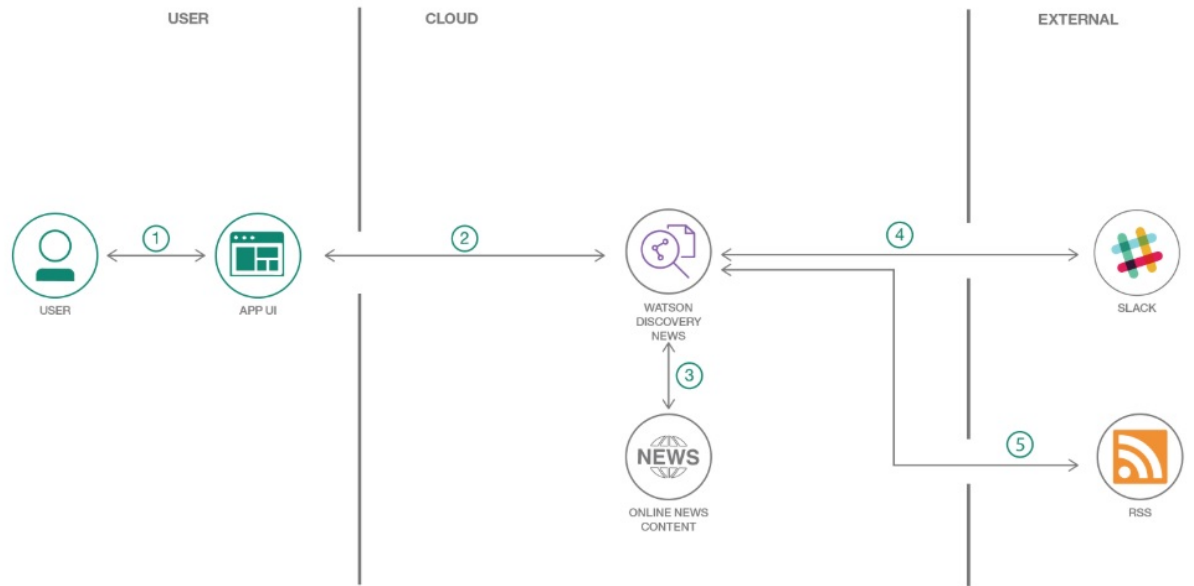 USER
CLOUD
EXTERNAL
1
2
4
USER
APP UI
WATSON
DISCOVERY
NEWS
SLACK
3
NEWS
5
ONLINE NEWS
CONTENT
RSS